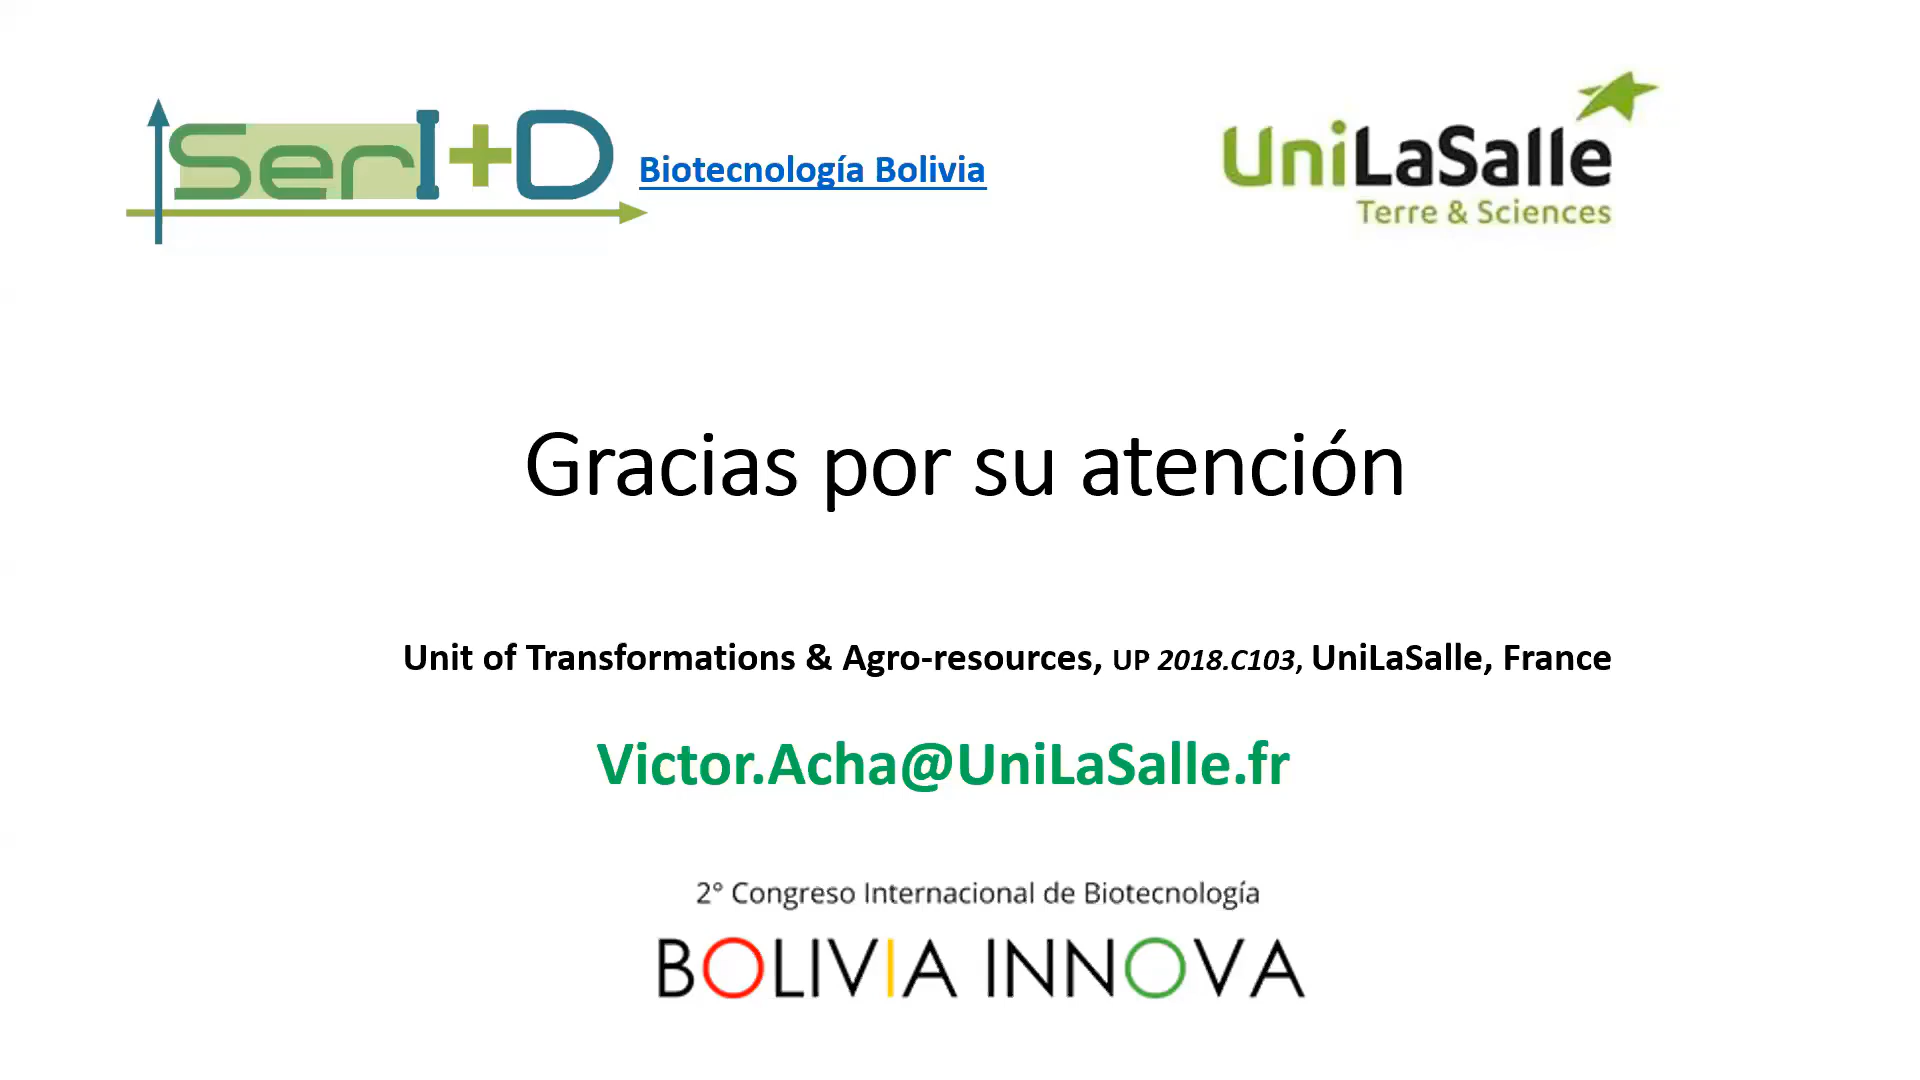 SerI+D Biotecnología Bolivia
UniLaSalle
Terre & Sciences
Gracias por su atención
Unit of Transformations & Agro-resources, UP 2018.C103, UniLaSalle, France
Victor.Acha@UniLaSalle.fr
2° Congreso Internacional de Biotecnología
BOLIVIA INNOVA